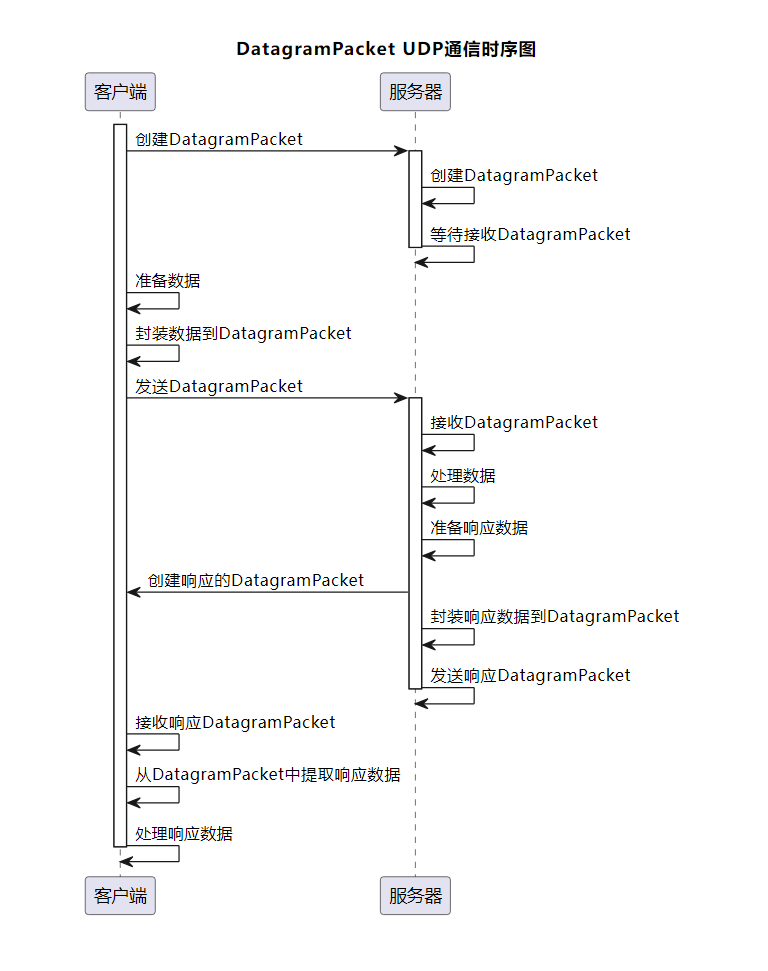 DatagramPacket UDP通信时序图
客户端 服务器
创建DatagramPacket
创建DatagramPacket
等待接收DatagramPacket
准备数据
封装数据到DatagramPacket
发送DatagramPacket
接收DatagramPacket
处理数据
准备响应数据
创建响应的DatagramPacket
封装响应数据到DatagramPacket
发送响应DatagramPacket
接收响应DatagramPacket
从DatagramPacket中提取响应数据
处理响应数据
客户端 服务器